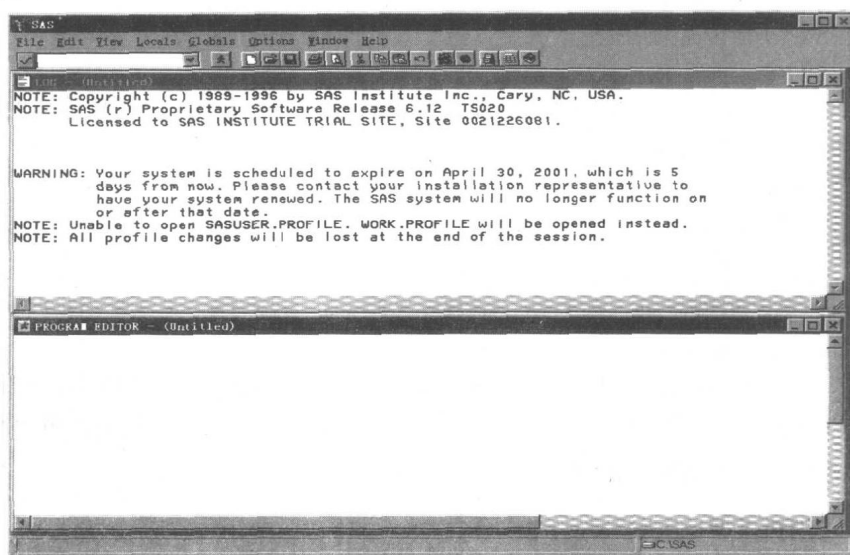 SAS
File Edit View Locals Globals Options Window Help
LOG - (Untitled)
NOTE: Copyright (c) 1989-1996 by SAS Institute Inc., Cary, NC, USA.
NOTE: SAS (r) Proprietary Software Release 6.12 TS020
Licensed to SAS INSTITUTE TRIAL SITE, Site 0021226081.
WARNING: Your system is scheduled to expire on April 30, 2001, which is 5
days from now. Please contact your installation representative to
have your system renewed. The SAS system will no longer function on
or after that date.
NOTE: Unable to open SASUSER.PROFILE. WORK.PROFILE will be opened instead.
NOTE: All profile changes will be lost at the end of the session.
PROGRAM EDITOR - (Untitled)
C:\SAS